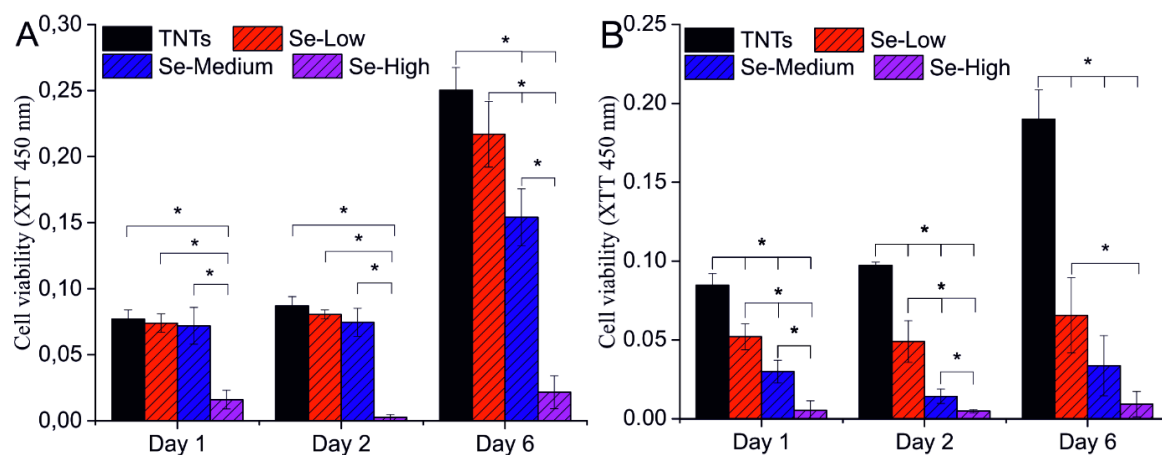 A
TNTs Se-Low
Se-Medium Se-High
Cell viability (XTT 450 nm)
0,30
0,25
0,20
0,15
0,10
0,05
0,00
* * * * * * * * *
Day 1 Day 2 Day 6
B
TNTs Se-Low
Se-Medium Se-High
Cell viability (XTT 450 nm)
0.25
0.20
0.15
0.10
0.05
0.00
* * * * * * * *
Day 1 Day 2 Day 6